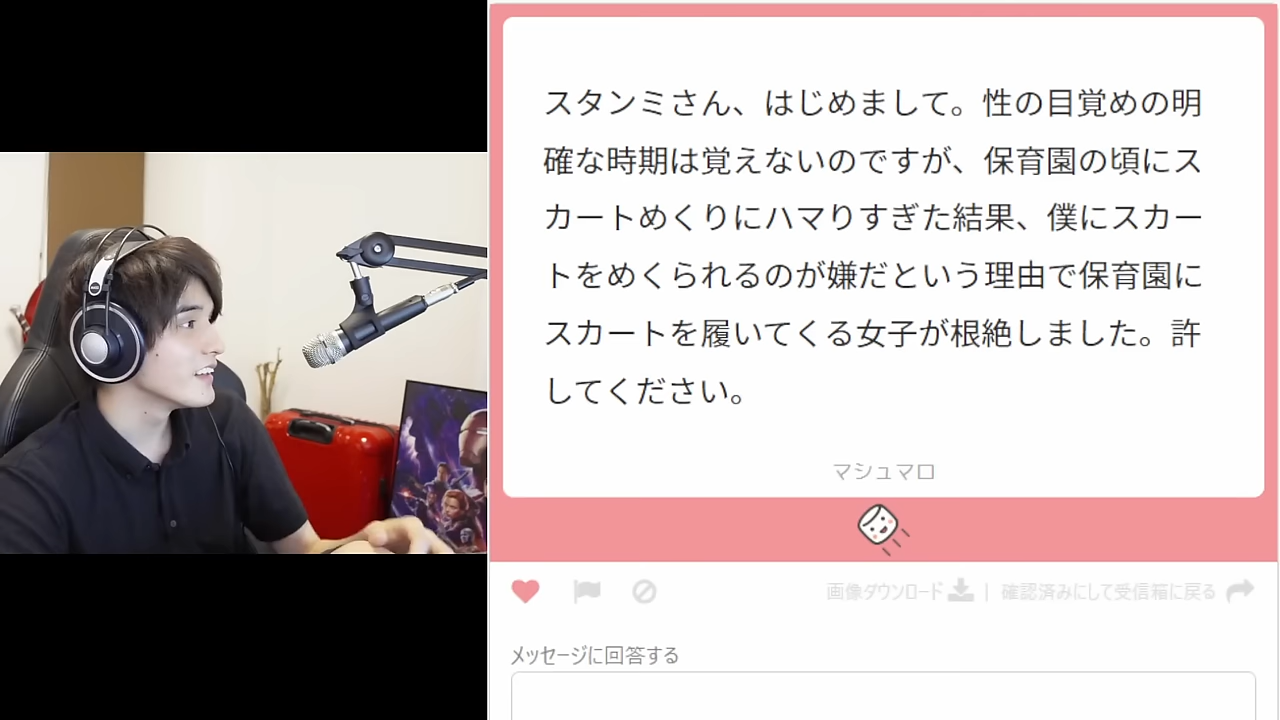 スタンミさん、はじめまして。性の目覚めの明
確な時期は覚えないのですが、保育園の頃にス
カートめくりにハマりすぎた結果、僕にスカー
トをめくられるのが嫌だという理由で保育園に
スカートを履いてくる女子が根絶しました。許
してください。
マシュマロ
画像ダウンロード | 確認済みにして受信箱に戻る
メッセージに回答する